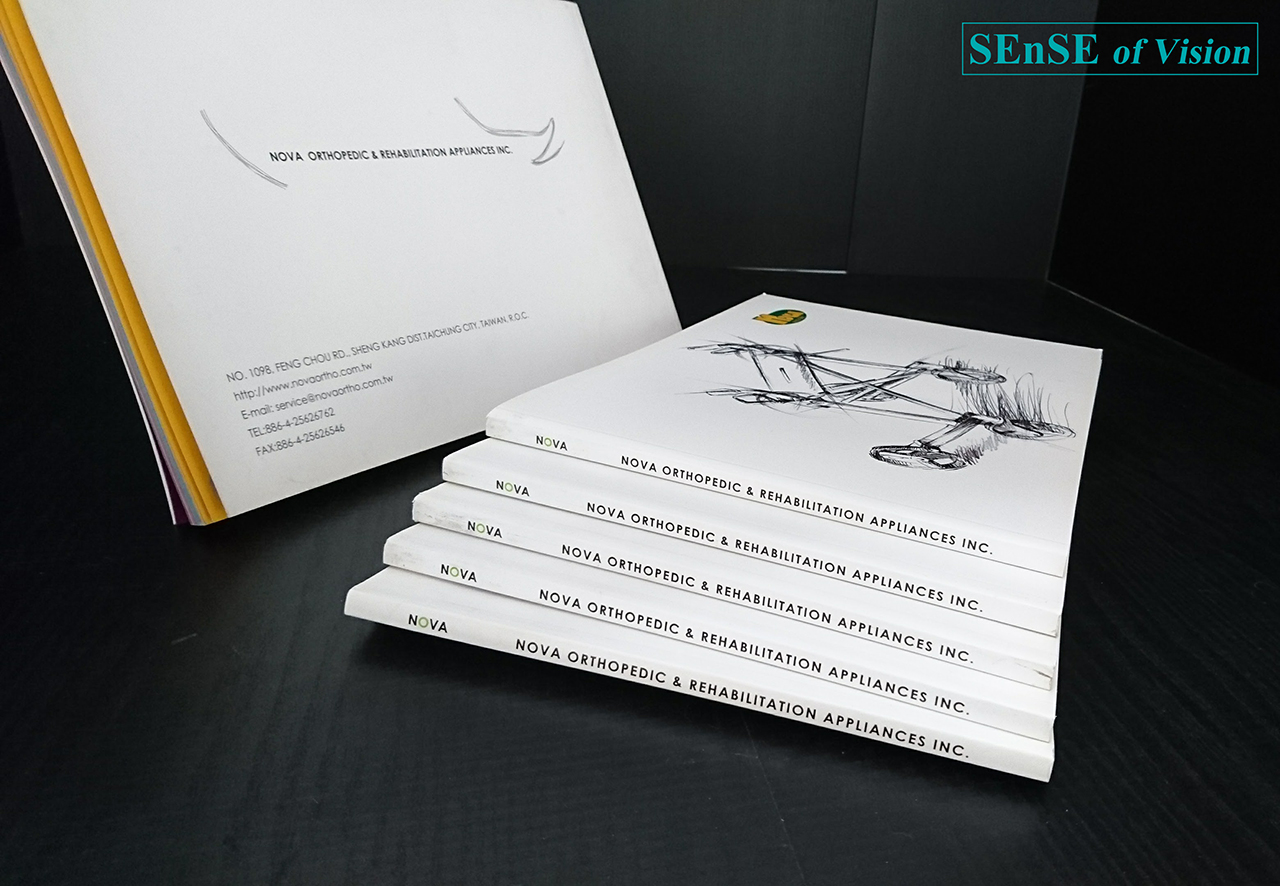 SEnSE of Vision
NOVA ORTHOPEDIC & REHABILITATION APPLIANCES INC.
NO. 1098, FENG CHOU RD., SHENG KANG DIST.TAICHUNG CITY, TAIWAN, R.O.C.
http://www.novaortho.com.tw
E-mail: service@novaortho.com.tw
TEL:886-4-25626762
FAX:886-4-25626546
Nova
NOVA NOVA ORTHOPEDIC & REHABILITATION APPLIANCES INC.
NOVA NOVA ORTHOPEDIC & REHABILITATION APPLIANCES INC.
NOVA NOVA ORTHOPEDIC & REHABILITATION APPLIANCES INC.
NOVA NOVA ORTHOPEDIC & REHABILITATION APPLIANCES INC.
NOVA NOVA ORTHOPEDIC & REHABILITATION APPLIANCES INC.